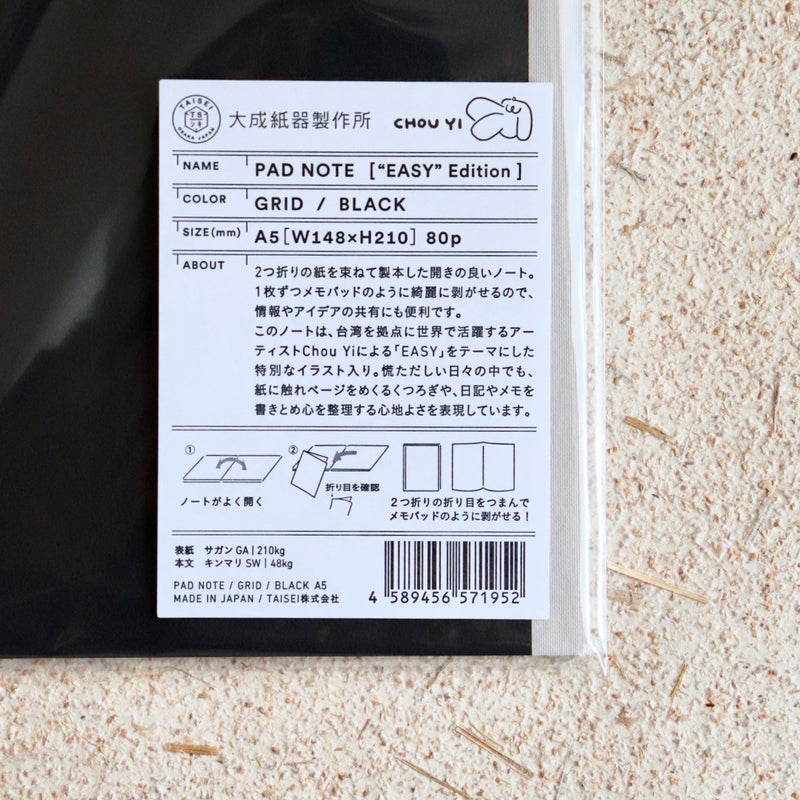 TAISEI
TS
シキ
OSAKA JAPAN
大成紙器製作所
CHOU YI
NAME
PAD NOTE [“EASY” Edition]
COLOR
GRID / BLACK
SIZE(mm)
A5[W148×H210] 80p
ABOUT
2つ折りの紙を束ねて製本した開きの良いノート。
1枚ずつメモパッドのように綺麗に剥がせるので、
情報やアイデアの共有にも便利です。
このノートは、台湾を拠点に世界で活躍するアー
ティストChou Yiによる「EASY」をテーマにした
特別なイラスト入り。慌ただしい日々の中でも、
紙に触れページをめくるくつろぎや、日記やメモを
書きとめ心を整理する心地よさを表現しています。
①
②
折り目を確認
ノートがよく開く
2つ折りの折り目をつまんで
メモパッドのように剥がせる！
表紙 サガン GA | 210kg
本文 キンマリ SW | 48kg
PAD NOTE / GRID / BLACK A5
MADE IN JAPAN / TAISEI株式会社
4 589456 571952